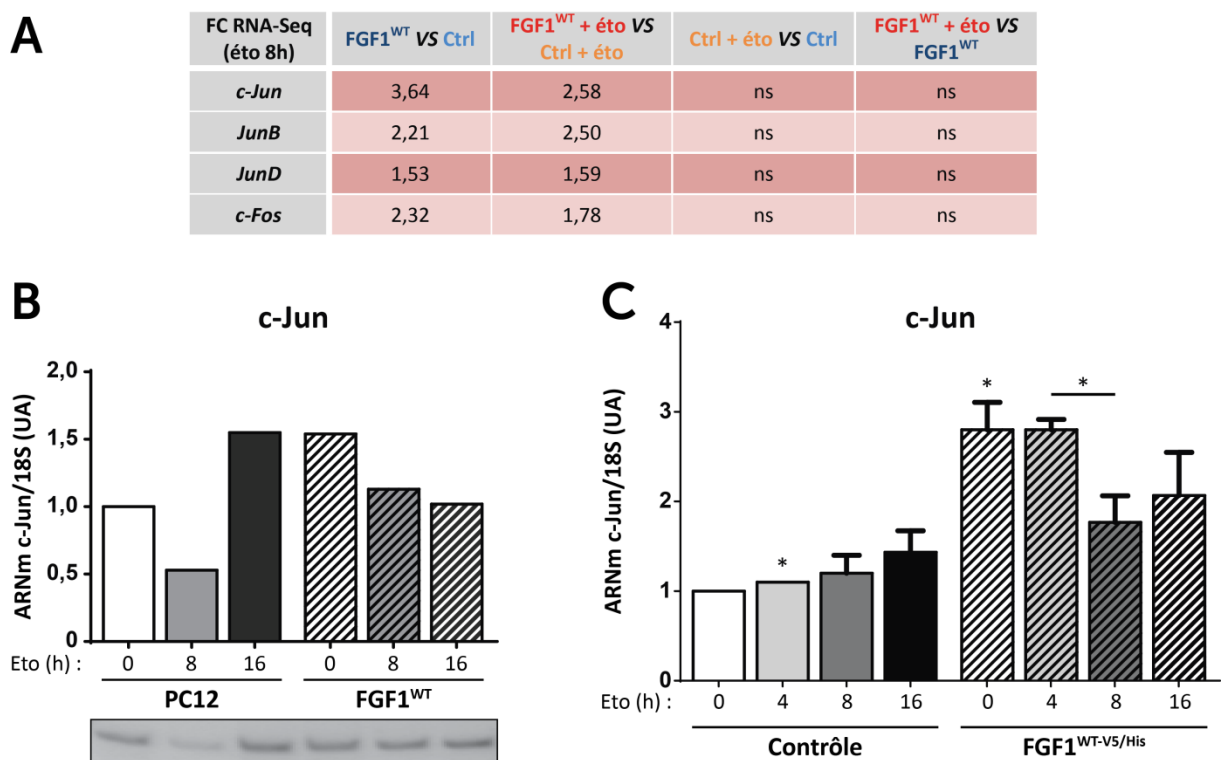 A
FC RNA-Seq (éto 8h) FGF1WT VS Ctrl FGF1WT + éto VS Ctrl + éto Ctrl + éto VS Ctrl FGF1WT + éto VS FGF1WT
c-Jun 3,64 2,58 ns ns
JunB 2,21 2,50 ns ns
JunD 1,53 1,59 ns ns
c-Fos 2,32 1,78 ns ns
B
c-Jun
ARNm c-Jun/18S (UA)
2,0
1,5
1,0
0,5
0
Eto (h) : 0 8 16 0 8 16
PC12 FGF1WT
C
c-Jun
ARNm c-Jun/18S (UA)
4
3
2
1
0
* * *
Eto (h) : 0 4 8 16 0 4 8 16
Contrôle FGF1WT-V5/His